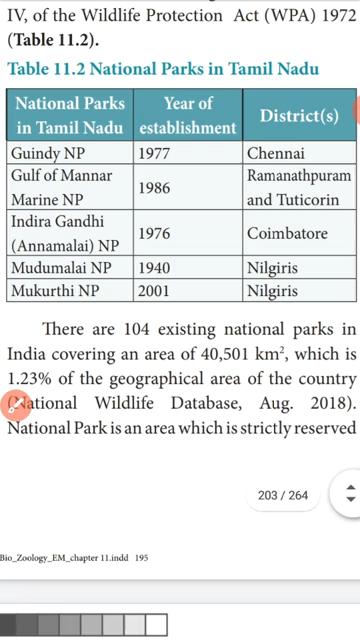 IV, of the Wildlife Protection Act (WPA) 1972
(Table 11.2).
Table 11.2 National Parks in Tamil Nadu
National Parks in Tamil Nadu Year of establishment District(s)
Guindy NP 1977 Chennai
Gulf of Mannar Marine NP 1986 Ramanathpuram and Tuticorin
Indira Gandhi (Annamalai) NP 1976 Coimbatore
Mudumalai NP 1940 Nilgiris
Mukurthi NP 2001 Nilgiris
There are 104 existing national parks in
India covering an area of 40,501 km², which is
1.23% of the geographical area of the country
(National Wildlife Database, Aug. 2018).
National Park is an area which is strictly reserved
203 / 264
Bio_Zoology_EM_chapter 11.indd 195